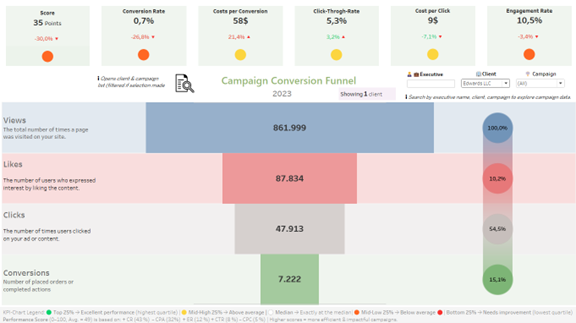 Score
35 Points
-30,0% ▼
Conversion Rate
0,7%
-26,8% ▼
Costs per Conversion
58$
21,4% ▲
Click-Throgh-Rate
5,3%
3,2% ▲
Cost per Click
9$
-7,1% ▼
Engagement Rate
10,5%
-3,4% ▼
⬇ Opens client & campaign
list (filtered if selection made
Campaign Conversion Funnel
2023
Showing 1 client
Executive
Client
Edwards LLC
Campaign
(All)
⬇ Search by executive name, client, campaign to explore campaign data.
Views
The total number of times a page
was visited on your site.
861.999
100,0%
Likes
The number of users who expressed
interest by liking the content.
87.834
10,2%
Clicks
The number of times users clicked
on your ad or content.
47.913
54,5%
Conversions
Number of placed orders or
completed actions
7.222
15,1%
KPI-Chart Legend: Top 25% → Excellent performance (highest quartile) | Mid-High 25% → Above average | Median → Exactly at the median | Mid-Low 25% → Below average | Bottom 25% → Needs improvement (lowest quartile)
Performance Score (0–100, Avg. = 49) is based on: + CR (40 %) – CPA (30%) + ER (12 %) + CTR (8 %) – CPC (5 %) | Higher scores = more efficient & impactful campaigns.